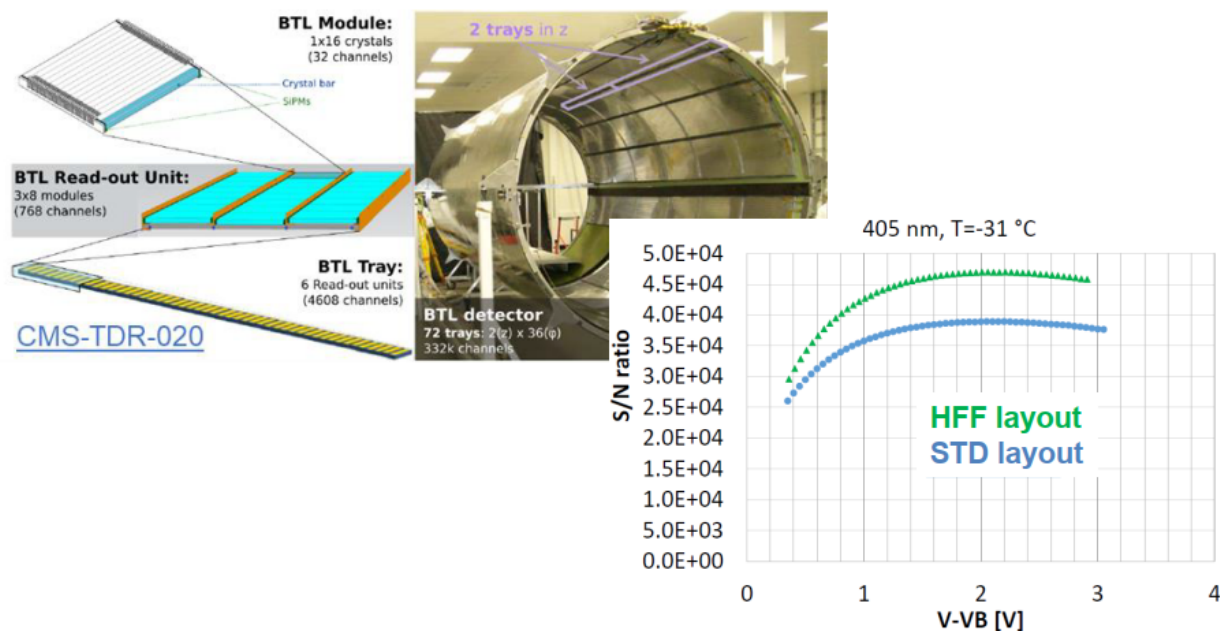 BTL Module:
1x16 crystals
(32 channels)
Crystal bar
SiPMs
BTL Read-out Unit:
3x8 modules
(768 channels)
BTL Tray:
6 Read-out units
(4608 channels)
CMS-TDR-020
2 trays in z
BTL detector
72 trays: 2(z) x 36(φ)
332k channels
405 nm, T=-31 °C
S/N ratio
5.0E+04
4.5E+04
4.0E+04
3.5E+04
3.0E+04
2.5E+04
2.0E+04
1.5E+04
1.0E+04
5.0E+03
0.0E+00
HFF layout
STD layout
0 1 2 3 4
V-VB [V]